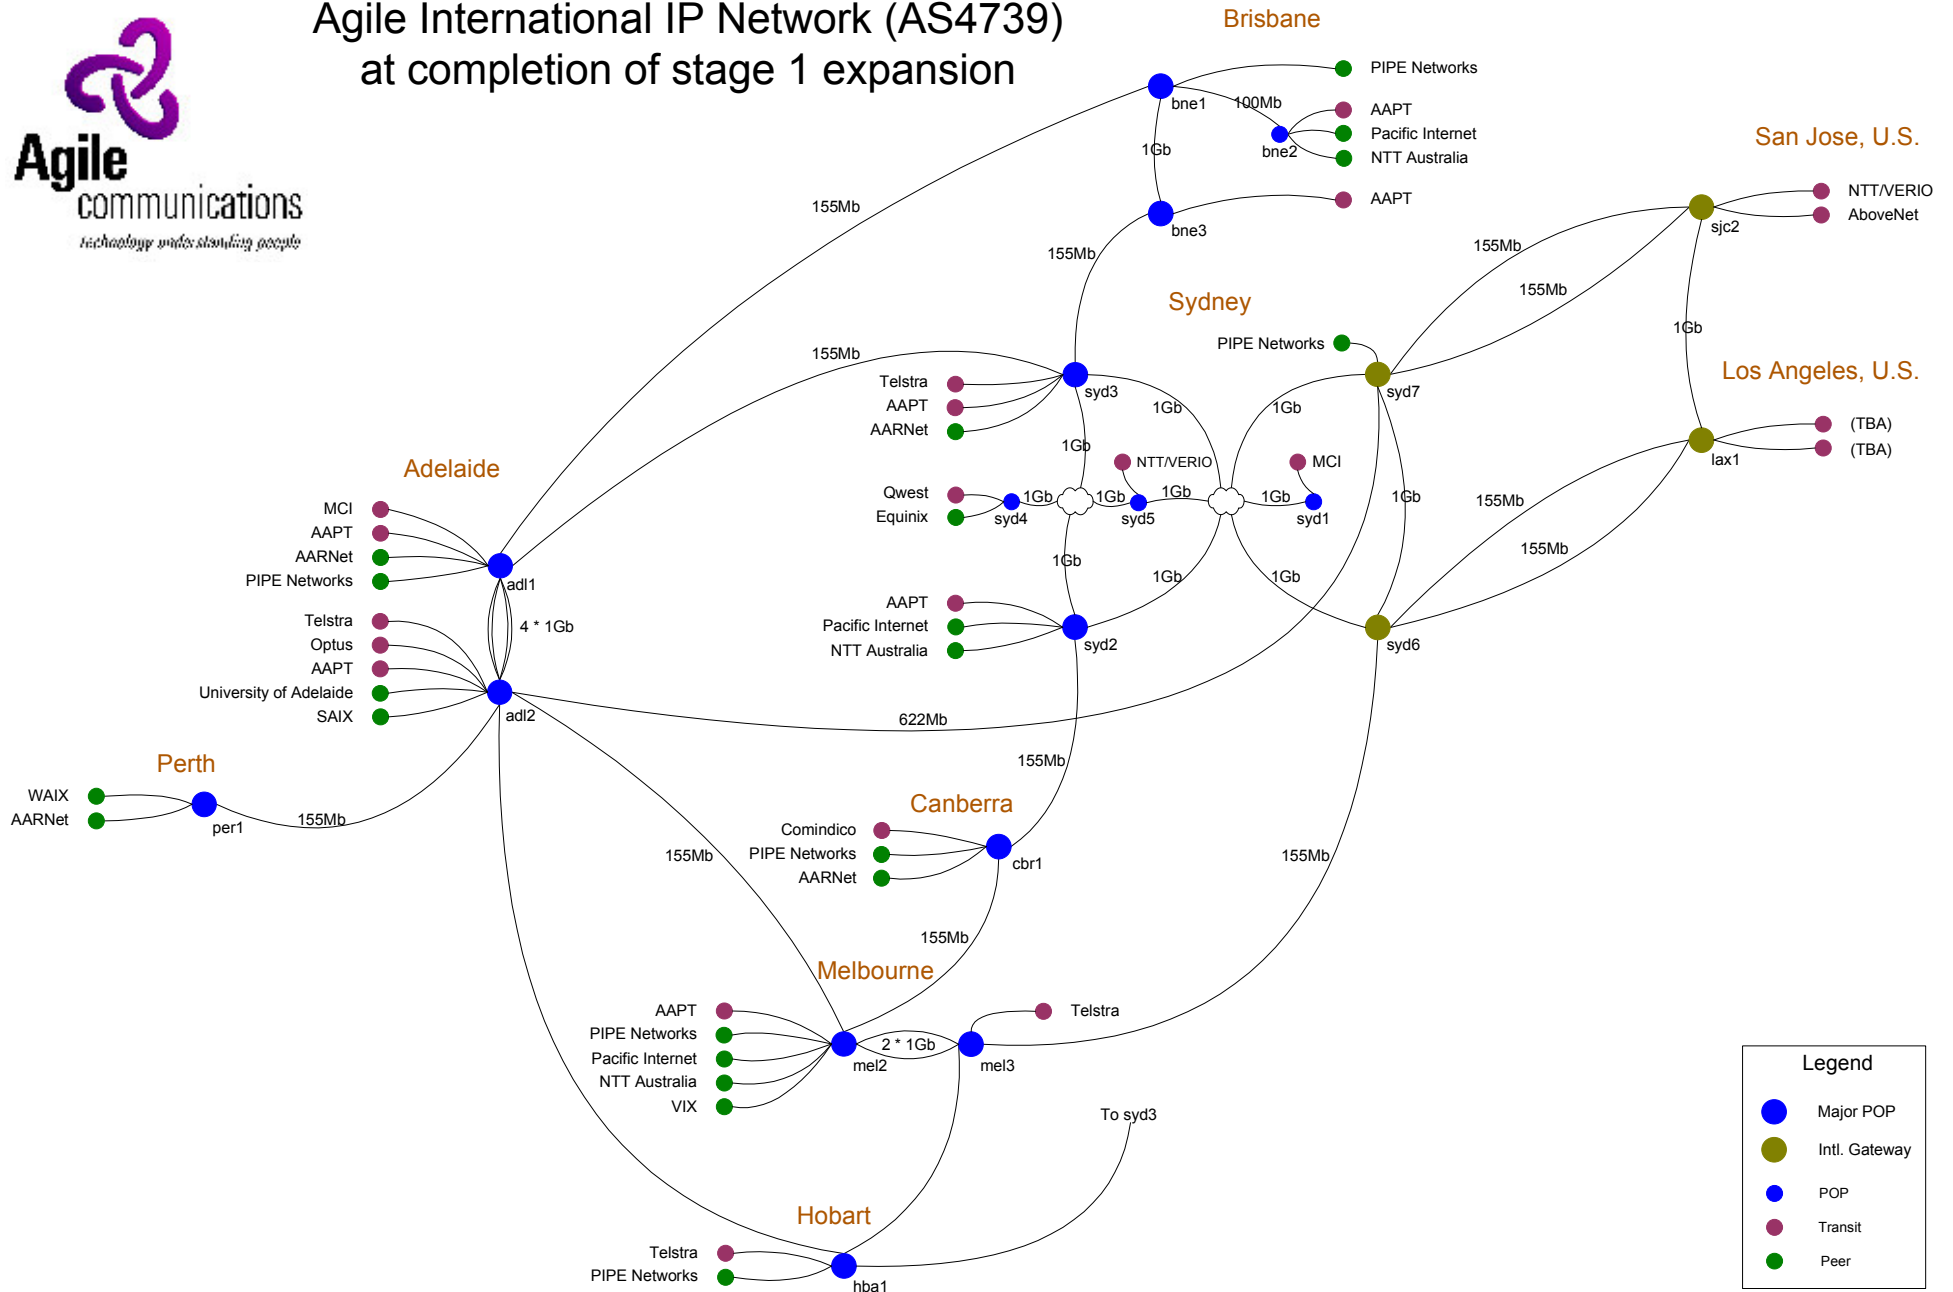 Agile International IP Network (AS4739)
at completion of stage 1 expansion
Agile
communications
technology understanding people
Brisbane
PIPE Networks
bne1
100Mb
AAPT
Pacific Internet
NTT Australia
bne2
1Gb
AAPT
bne3
155Mb
155Mb
San Jose, U.S.
NTT/VERIO
AboveNet
sjc2
155Mb
155Mb
1Gb
Sydney
PIPE Networks
syd7
155Mb
Telstra
AAPT
AARNet
syd3
1Gb
1Gb
1Gb
Los Angeles, U.S.
(TBA)
(TBA)
lax1
155Mb
155Mb
NTT/VERIO
MCI
Qwest
Equinix
syd4
1Gb
1Gb
syd5
1Gb
1Gb
syd1
1Gb
1Gb
1Gb
1Gb
AAPT
Pacific Internet
NTT Australia
syd2
syd6
Adelaide
MCI
AAPT
AARNet
PIPE Networks
adl1
4 * 1Gb
Telstra
Optus
AAPT
University of Adelaide
SAIX
adl2
622Mb
Perth
WAIX
AARNet
per1
155Mb
155Mb
155Mb
Canberra
Comindico
PIPE Networks
AARNet
cbr1
155Mb
155Mb
Melbourne
AAPT
PIPE Networks
Pacific Internet
NTT Australia
VIX
mel2
2 * 1Gb
mel3
Telstra
To syd3
Hobart
Telstra
PIPE Networks
hba1
Legend
Major POP
Intl. Gateway
POP
Transit
Peer